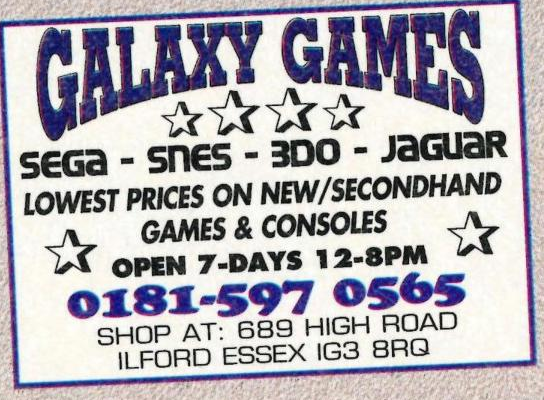 GALAXY GAMES
SEGA - SNES - 3DO - JAGUAR
LOWEST PRICES ON NEW/SECONDHAND
GAMES & CONSOLES
OPEN 7-DAYS 12-8PM
0181-597 0565
SHOP AT: 689 HIGH ROAD
ILFORD ESSEX IG3 8RQ